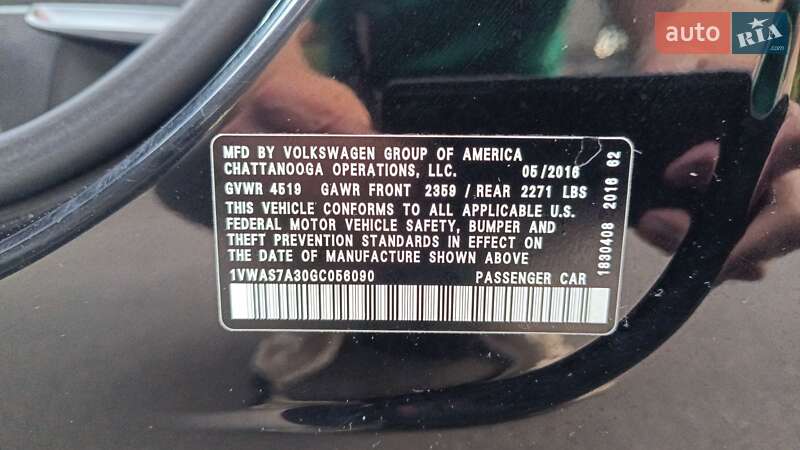 auto RIA.com
MFD BY VOLKSWAGEN GROUP OF AMERICA
CHATTANOOGA OPERATIONS, LLC. 05/2016
GVWR 4519 GAWR FRONT 2359 / REAR 2271 LBS
THIS VEHICLE CONFORMS TO ALL APPLICABLE U.S.
FEDERAL MOTOR VEHICLE SAFETY, BUMPER AND
THEFT PREVENTION STANDARDS IN EFFECT ON
THE DATE OF MANUFACTURE SHOWN ABOVE
1VWAS7A30GC056090 PASSENGER CAR
1830408 2016 62